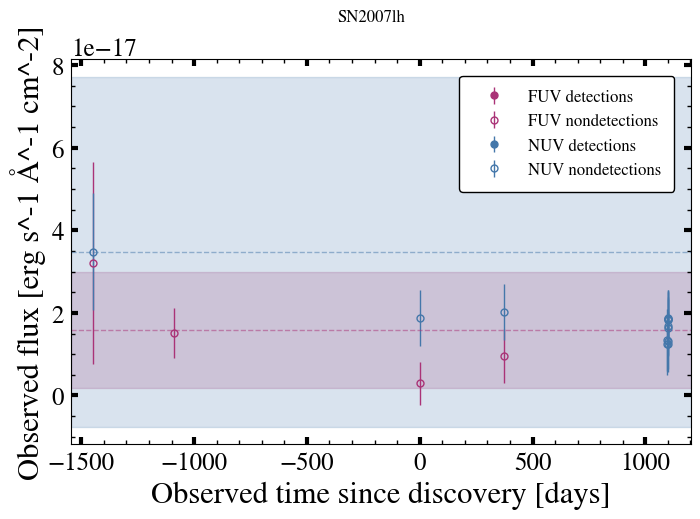 SN2007lh
1e−17
8
6
4
2
0
Observed flux [erg s^-1 Å^-1 cm^-2]
FUV detections
FUV nondetections
NUV detections
NUV nondetections
−1500 −1000 −500 0 500 1000
Observed time since discovery [days]